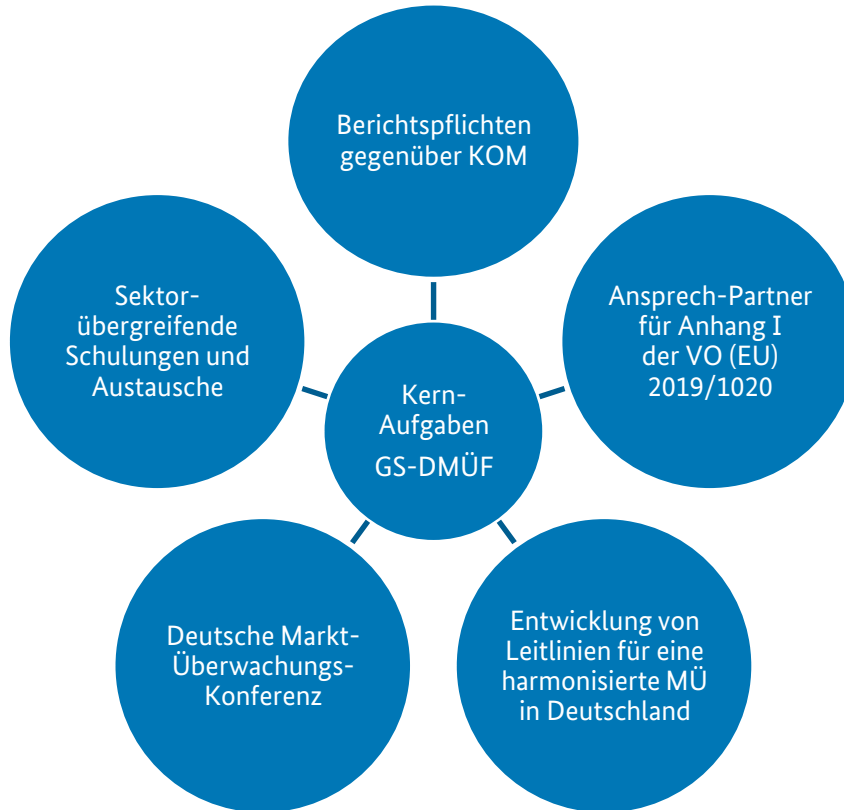 Berichtspflichten
gegenüber KOM
Ansprech-Partner
für Anhang I
der VO (EU)
2019/1020
Entwicklung von
Leitlinien für eine
harmonisierte MÜ
in Deutschland
Deutsche Markt-
Überwachungs-
Konferenz
Sektor-
übergreifende
Schulungen und
Austausche
Kern-
Aufgaben
GS-DMÜF